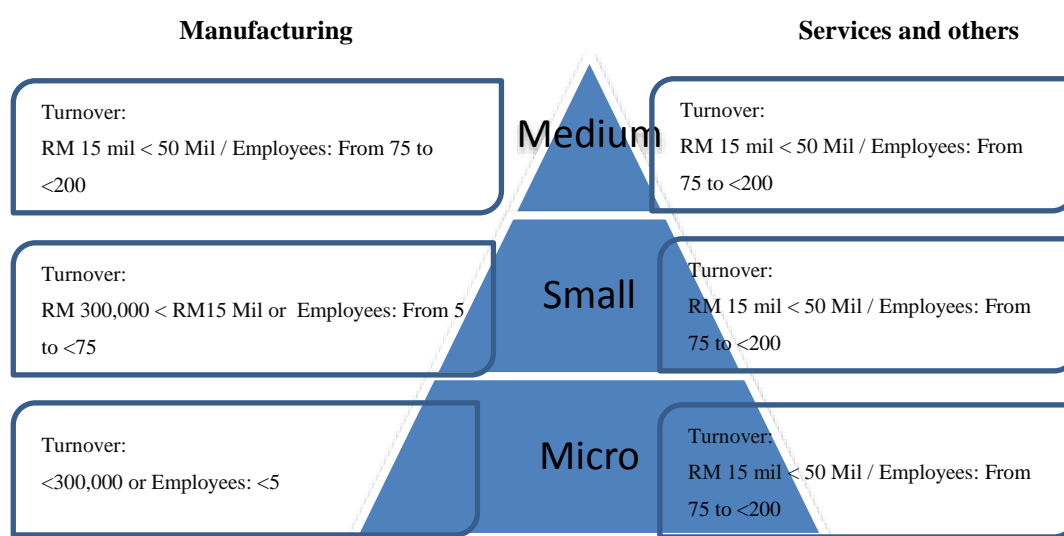 Manufacturing
Services and others
Turnover:
RM 15 mil < 50 Mil / Employees: From 75 to
<200
Medium
Turnover:
RM 15 mil < 50 Mil / Employees: From
75 to <200
Turnover:
RM 300,000 < RM15 Mil or  Employees: From 5
to <75
Small
Turnover:
RM 15 mil < 50 Mil / Employees: From
75 to <200
Turnover:
<300,000 or Employees: <5
Micro
Turnover:
RM 15 mil < 50 Mil / Employees: From
75 to <200